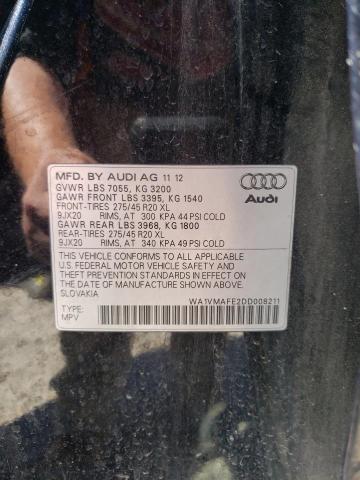 MFD. BY AUDI AG 11 12
GVWR LBS 7055, KG 3200
GAWR FRONT LBS 3395, KG 1540
FRONT-TIRES 275/45 R20 XL
9JX20 RIMS, AT 300 KPA 44 PSI COLD
GAWR REAR LBS 3968, KG 1800
REAR-TIRES 275/45 R20 XL
9JX20 RIMS, AT 340 KPA 49 PSI COLD
Audi
THIS VEHICLE CONFORMS TO ALL APPLICABLE
U.S. FEDERAL MOTOR VEHICLE SAFETY AND
THEFT PREVENTION STANDARDS IN EFFECT ON
THE DATE OF MANUFACTURE SHOWN ABOVE.
SLOVAKIA
WA1VMAFE2DD008211
TYPE:
MPV